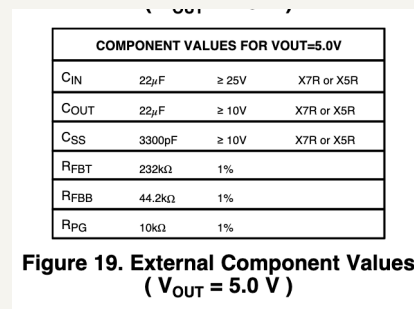 COMPONENT VALUES FOR VOUT=5.0V
CIN 22μF ≥ 25V X7R or X5R
COUT 22μF ≥ 10V X7R or X5R
CSS 3300pF ≥ 10V X7R or X5R
RFBT 232kΩ 1%
RFBB 44.2kΩ 1%
RPG 10kΩ 1%
Figure 19. External Component Values
( VOUT = 5.0 V )